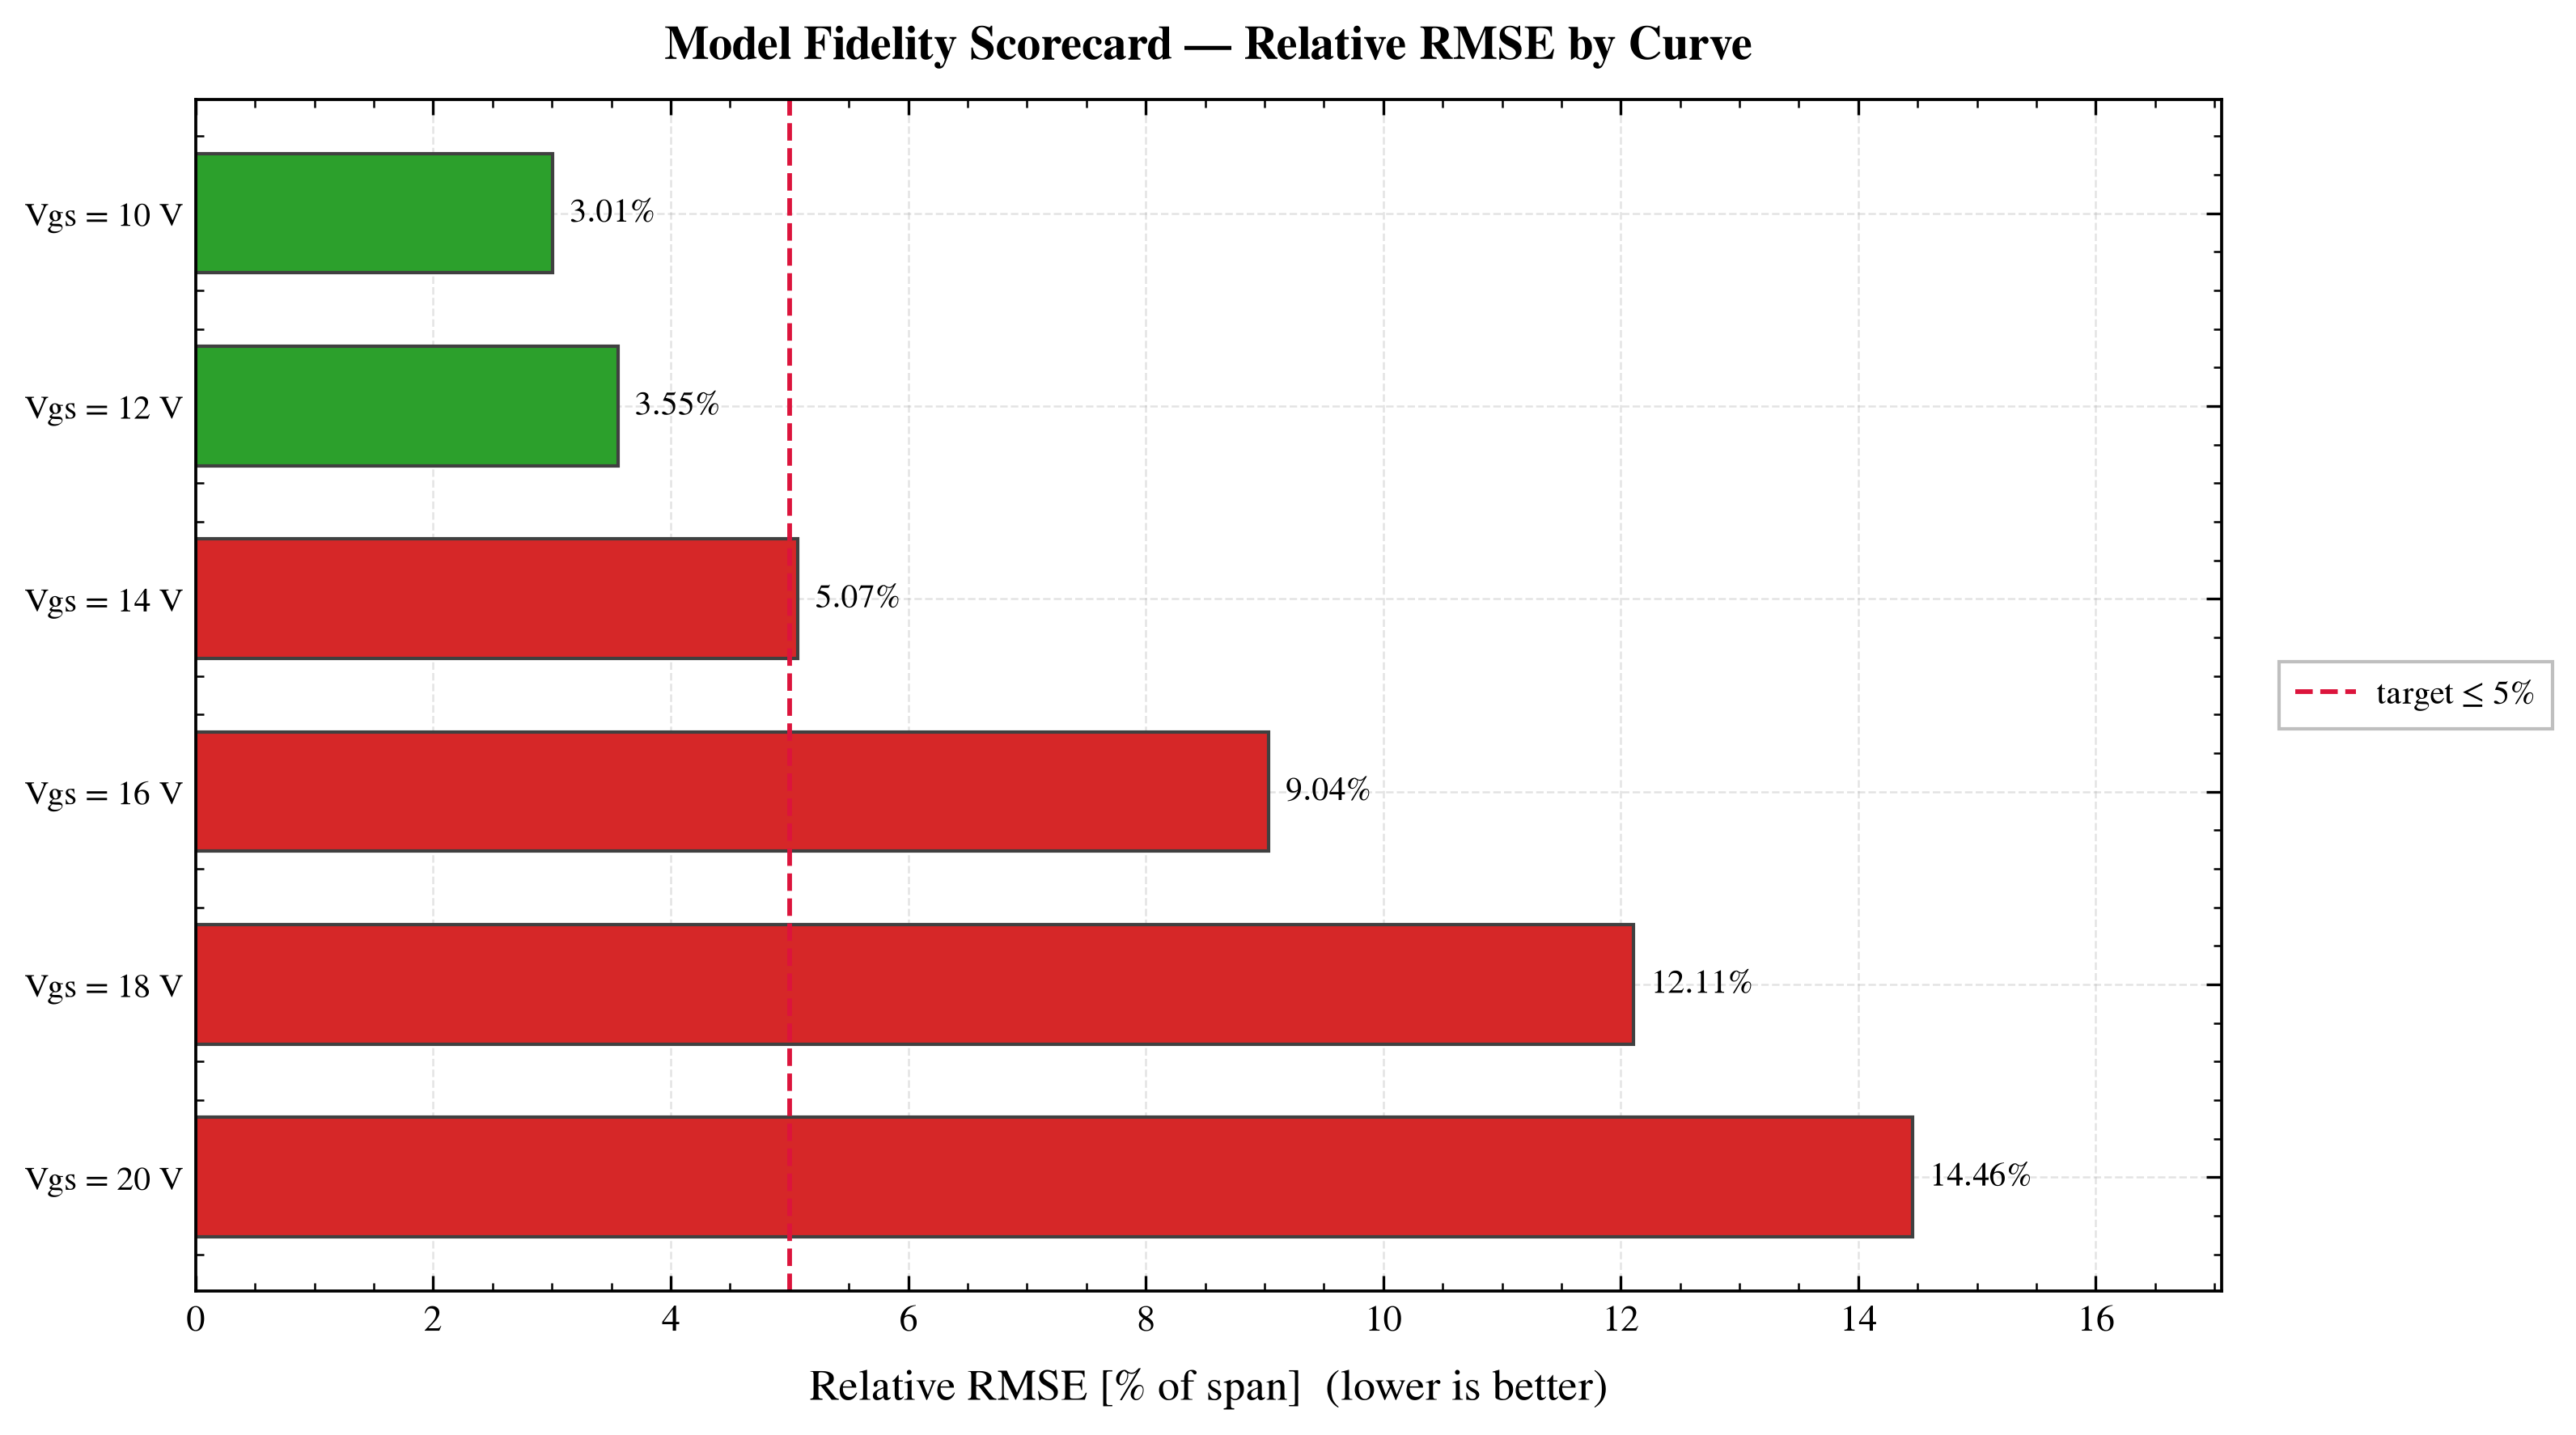 Model Fidelity Scorecard — Relative RMSE by Curve
Vgs = 10 V
3.01%
Vgs = 12 V
3.55%
Vgs = 14 V
5.07%
target ≤ 5%
Vgs = 16 V
9.04%
Vgs = 18 V
12.11%
Vgs = 20 V
14.46%
0 2 4 6 8 10 12 14 16
Relative RMSE [% of span]  (lower is better)